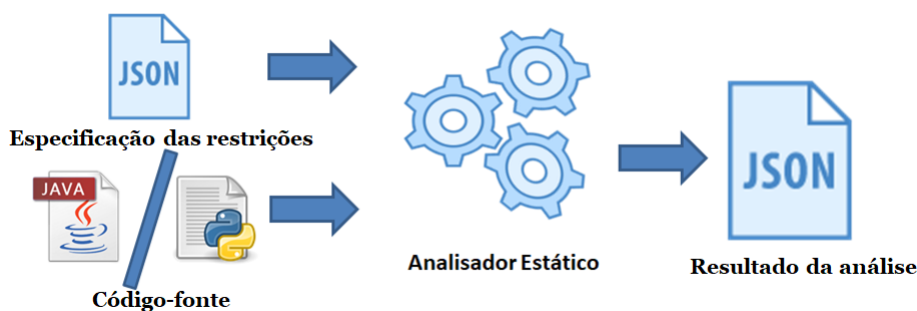 JSON
Especificação das restrições
JAVA
Código-fonte
Analisador Estático
JSON
Resultado da análise